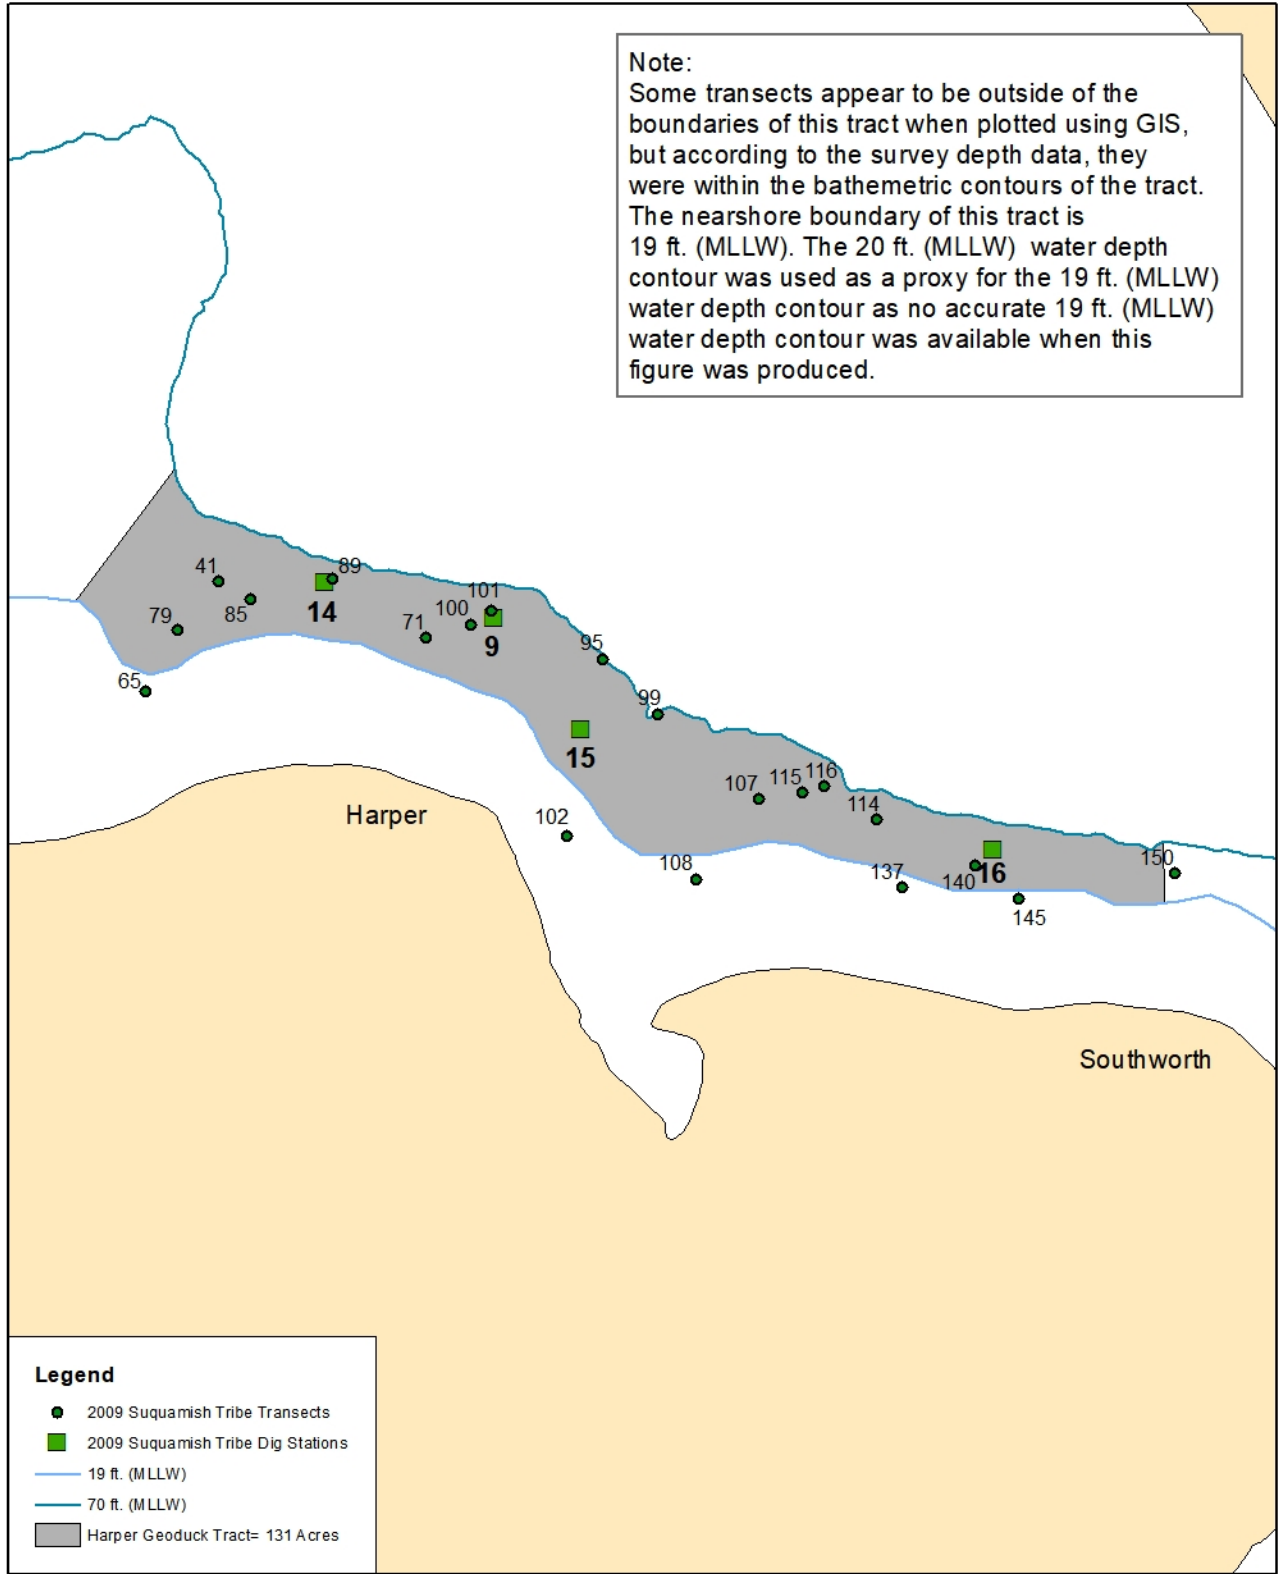 Note:
Some transects appear to be outside of the
boundaries of this tract when plotted using GIS,
but according to the survey depth data, they
were within the bathemetric contours of the tract.
The nearshore boundary of this tract is
19 ft. (MLLW). The 20 ft. (MLLW) water depth
contour was used as a proxy for the 19 ft. (MLLW)
water depth contour as no accurate 19 ft. (MLLW)
water depth contour was available when this
figure was produced.
41
89
79
85
14
65
71
100
101
9
95
99
15
102
107
115
116
114
108
137
140
16
145
150
Harper
Southworth
Legend
2009 Suquamish Tribe Transects
2009 Suquamish Tribe Dig Stations
19 ft. (MLLW)
70 ft. (MLLW)
Harper Geoduck Tract= 131 Acres